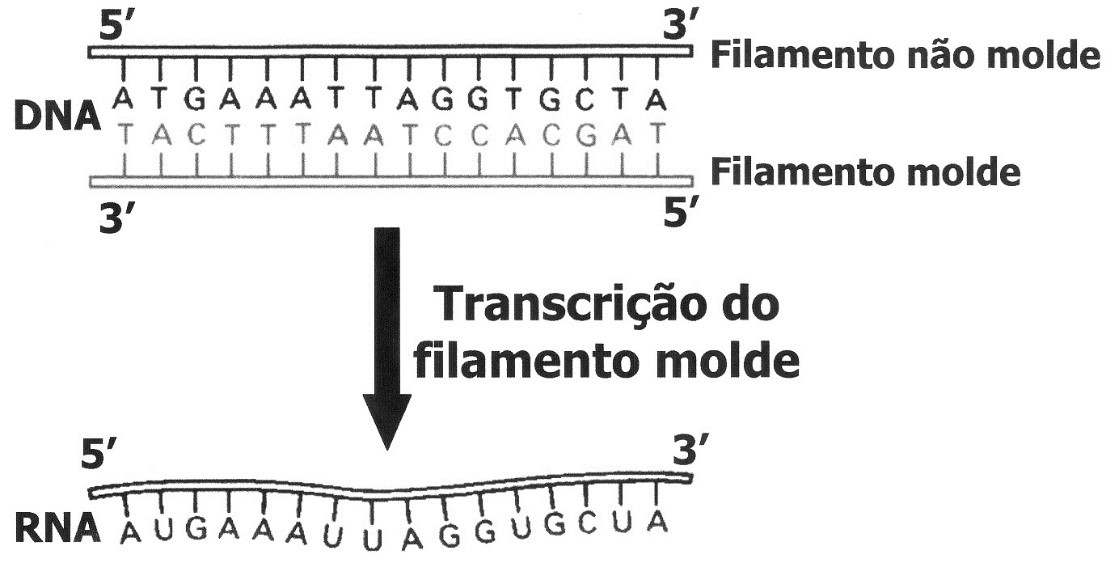 5′ 3′
Filamento não molde
A T G A A A T T A G G T G C T A
DNA
T A C T T T A A T C C A C G A T
Filamento molde
3′ 5′
Transcrição do
filamento molde
5′ 3′
RNA A U G A A A U U A G G U G C U A